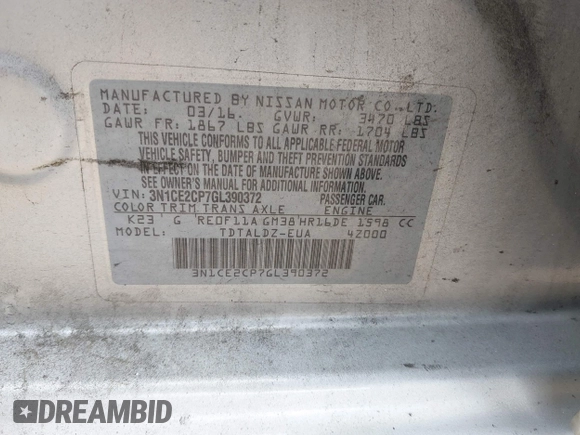 MANUFACTURED BY NISSAN MOTOR CO.,LTD.
DATE: 03/16. GVWR: 3470 LBS
GAWR FR: 1867 LBS GAWR RR: 1704 LBS
THIS VEHICLE CONFORMS TO ALL APPLICABLE FEDERAL MOTOR
VEHICLE SAFETY, BUMPER AND THEFT PREVENTION STANDARDS
IN EFFECT ON THE DATE OF MANUFACTURE SHOWN ABOVE.
SEE OWNER'S MANUAL FOR ADDITIONAL INFORMATION
VIN: 3N1CE2CP7GL390372 PASSENGER CAR.
COLOR TRIM TRANS AXLE ENGINE
K23 G RE0F11A GM38 HR16DE 1598 CC
MODEL: TDTALDZ-EUA 42000
3N1CE2CP7GL390372
DREAMBID